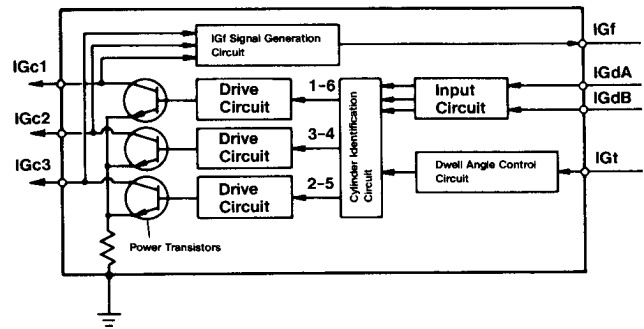 IGf Signal Generation
Circuit
IGf
IGc1
IGdA
1-6
Drive
Circuit
Input
Circuit
IGdB
IGc2
Cylinder Identification
Circuit
3-4
Drive
Circuit
IGc3
Dwell Angle Control
Circuit
IGt
2-5
Drive
Circuit
Power Transistors